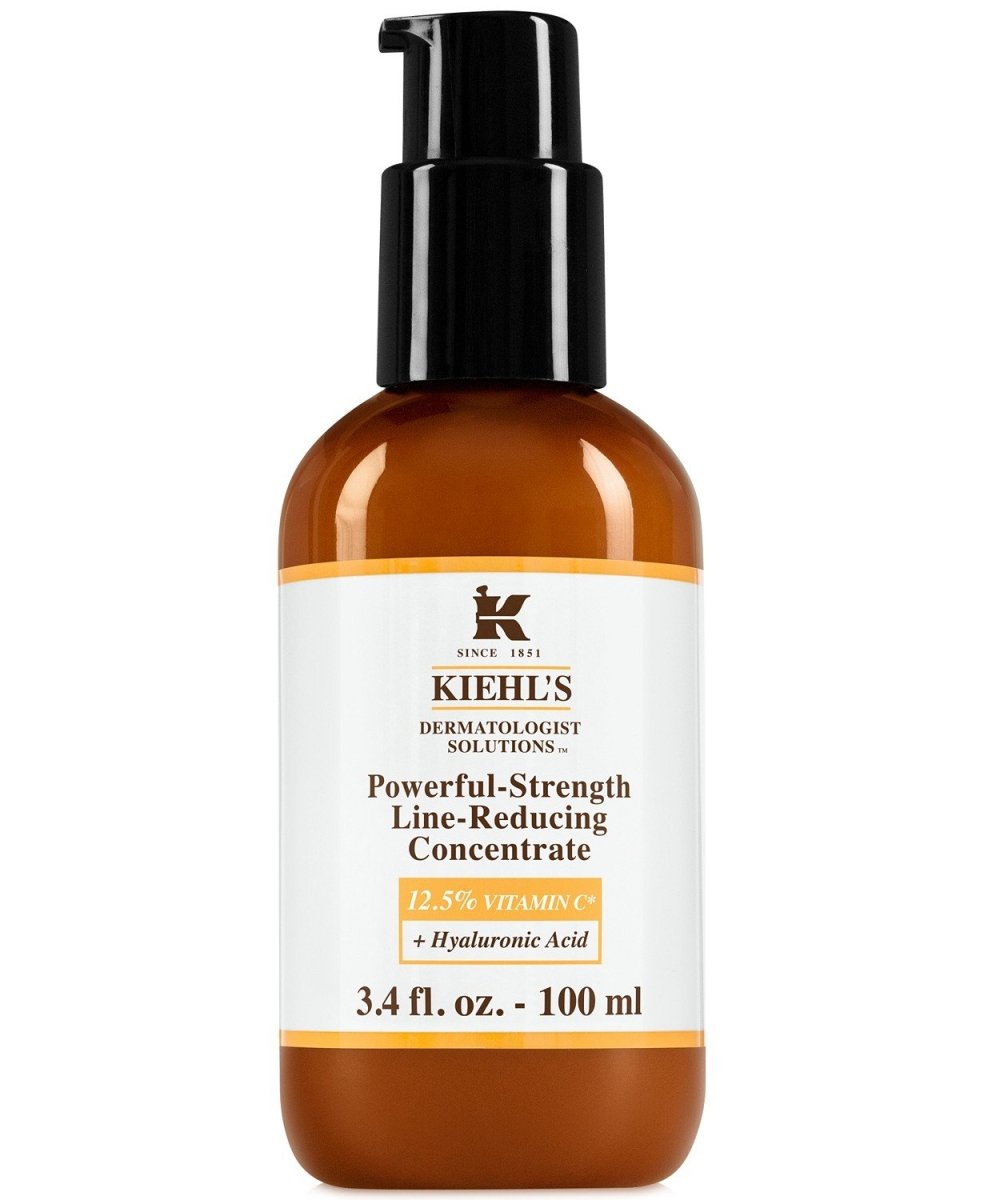 K
SINCE 1851
KIEHL'S
DERMATOLOGIST
SOLUTIONS™
Powerful-Strength
Line-Reducing
Concentrate
12.5% VITAMIN C*
+ Hyaluronic Acid
3.4 fl. oz. - 100 ml